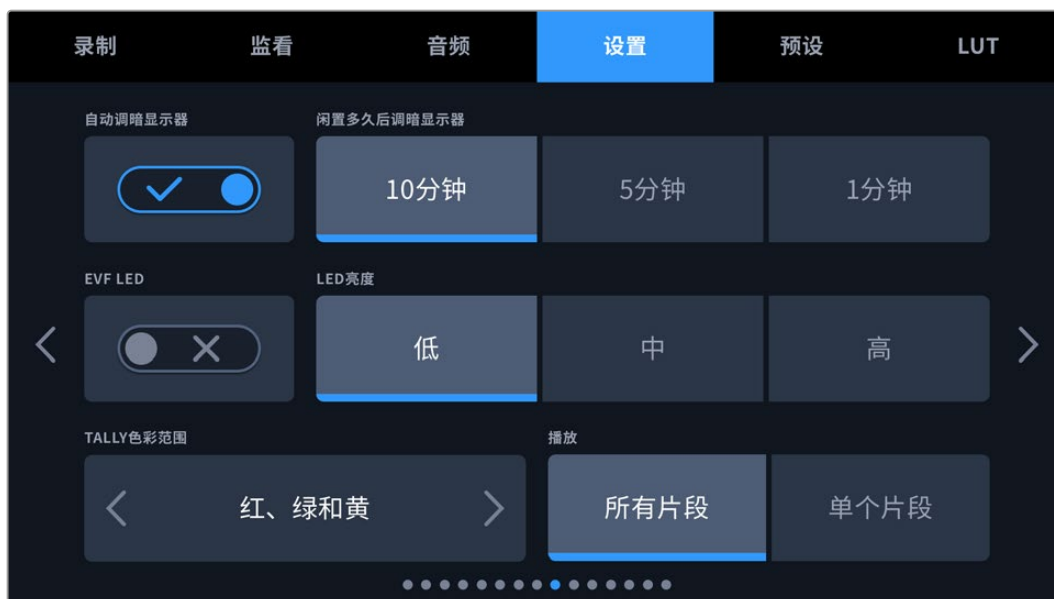 录制 监看 音频 设置 预设 LUT
自动调暗显示器 闲置多久后调暗显示器
10分钟 5分钟 1分钟
EVF LED LED亮度
低 中 高
TALLY色彩范围 播放
红、绿和黄 所有片段 单个片段